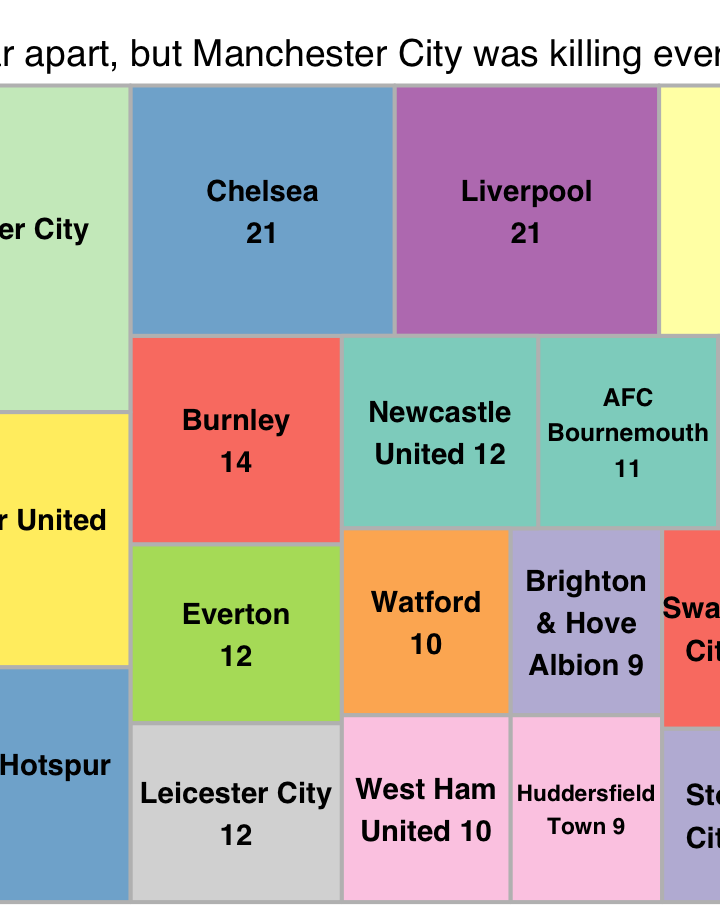 r apart, but Manchester City was killing ever
er City
Chelsea
21
Liverpool
21
r United
Burnley
14
Newcastle
United 12
AFC
Bournemouth
11
Hotspur
Everton
12
Watford
10
Brighton
& Hove
Albion 9
Swa
Cit
Leicester City
12
West Ham
United 10
Huddersfield
Town 9
Sto
Cit